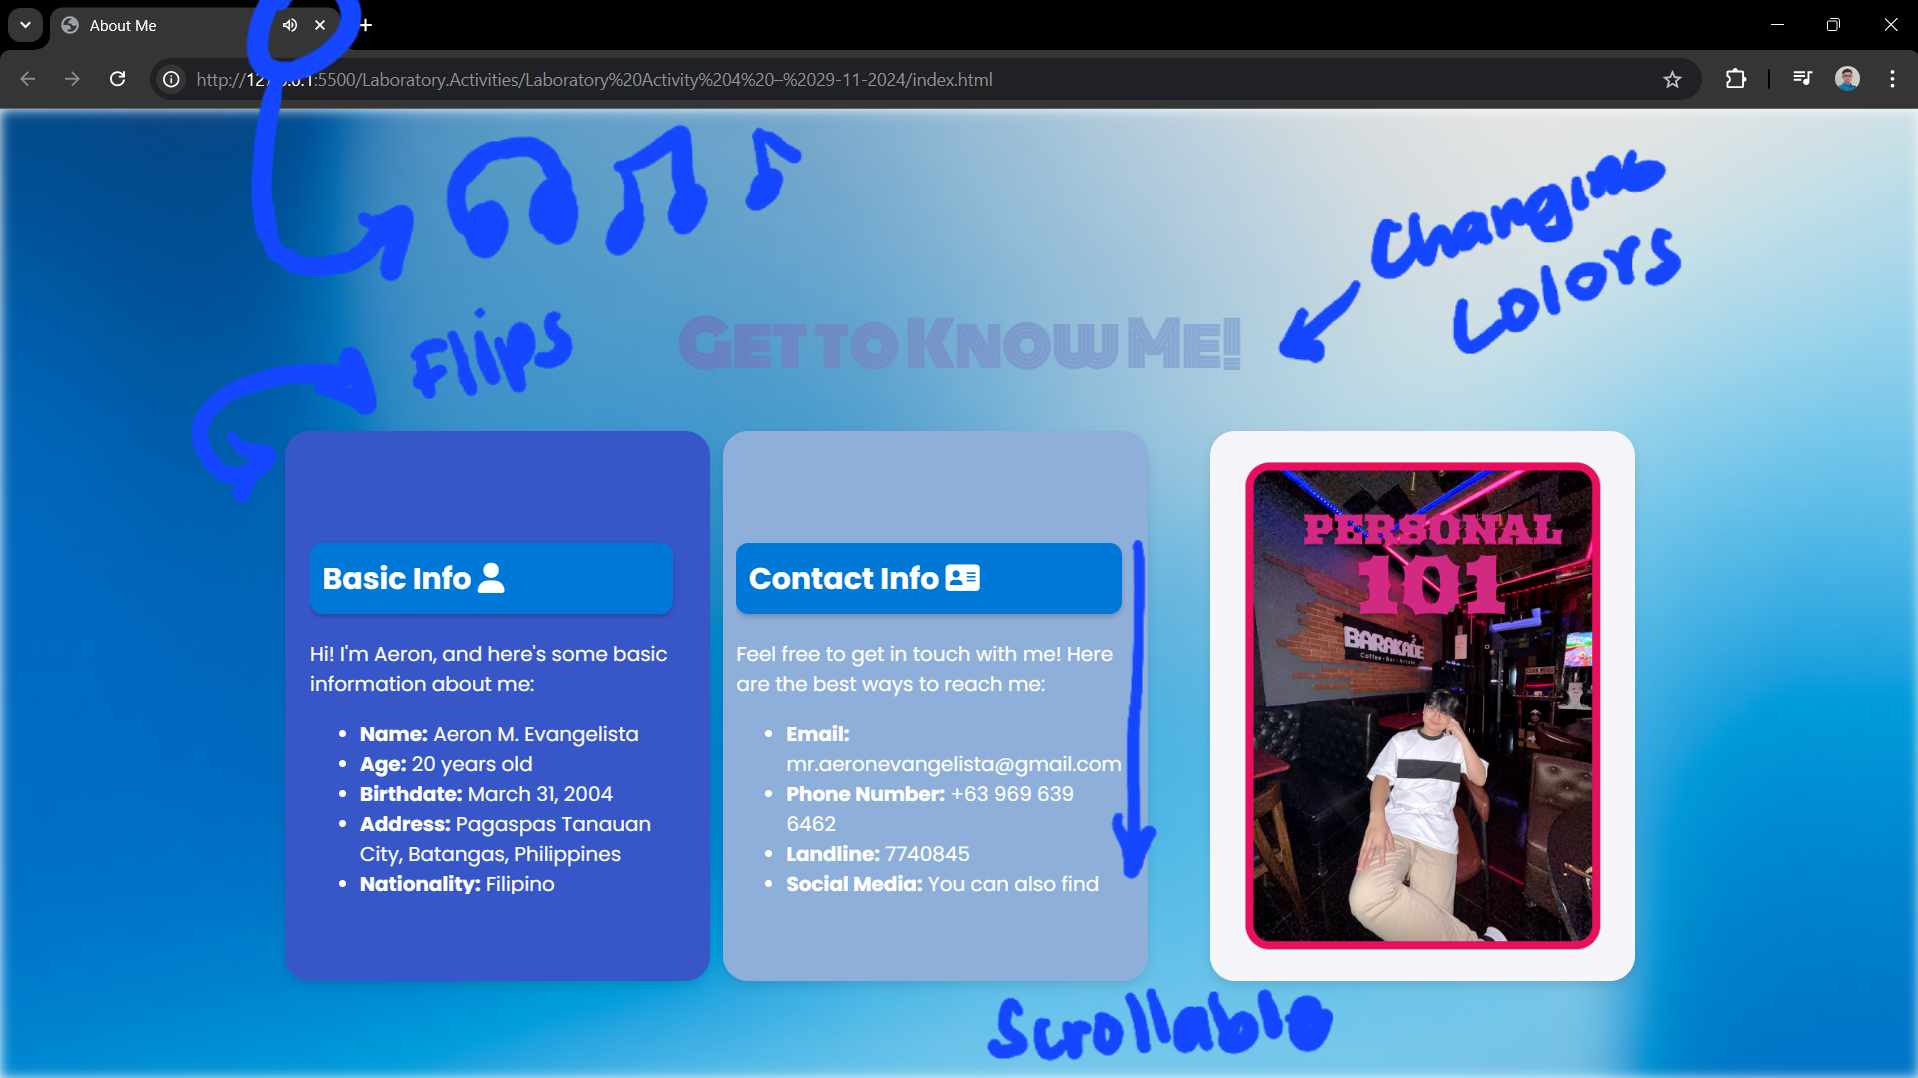 About Me
http://127.0.0.1:5500/Laboratory.Activities/Laboratory%20Activity%204%20–%2029-11-2024/index.html
Changing
Colors
Flips
GET TO KNOW ME!
Basic Info
Hi! I'm Aeron, and here's some basic
information about me:
• Name: Aeron M. Evangelista
• Age: 20 years old
• Birthdate: March 31, 2004
• Address: Pagaspas Tanauan
City, Batangas, Philippines
• Nationality: Filipino
Contact Info
Feel free to get in touch with me! Here
are the best ways to reach me:
• Email:
mr.aeronevangelista@gmail.com
• Phone Number: +63 969 639
6462
• Landline: 7740845
• Social Media: You can also find
PERSONAL
101
BARAKADE
Coffee • Bar • Arcade
Scrollable